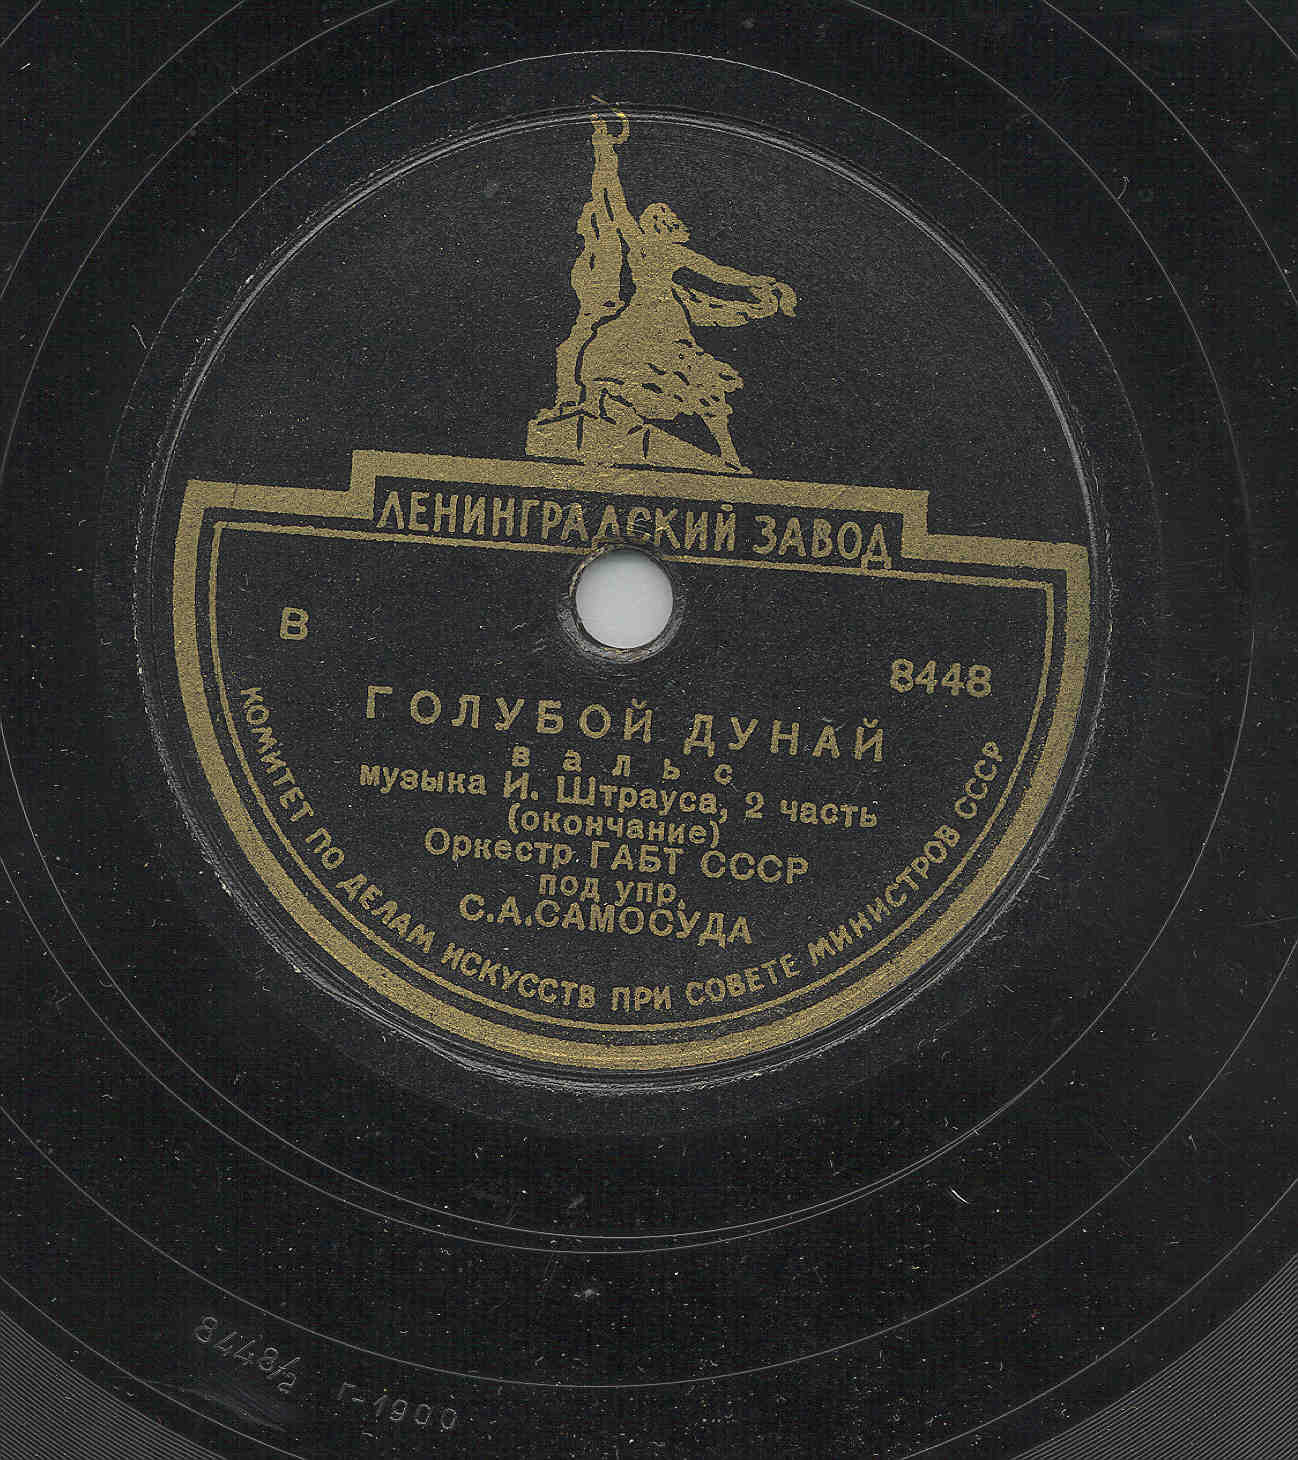 ЛЕНИНГРАДСКИЙ ЗАВОД
В
8448
ГОЛУБОЙ ДУНАЙ
вальс
музыка И. Штрауса, 2 часть
(окончание)
Оркестр ГАБТ СССР
под упр.
С.А.САМОСУДА
КОМИТЕТ ПО ДЕЛАМ ИСКУССТВ ПРИ СОВЕТЕ МИНИСТРОВ СССР
8448/2 г-1900